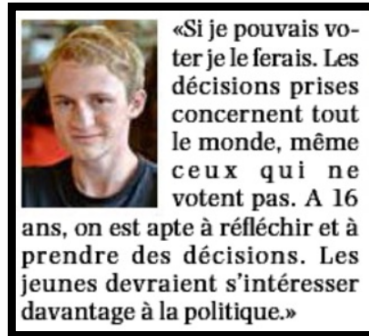 «Si je pouvais vo-
ter je le ferais. Les
décisions prises
concernent tout
le monde, même
ceux qui ne
votent pas. A 16
ans, on est apte à réfléchir et à
prendre des décisions. Les
jeunes devraient s'intéresser
davantage à la politique.»